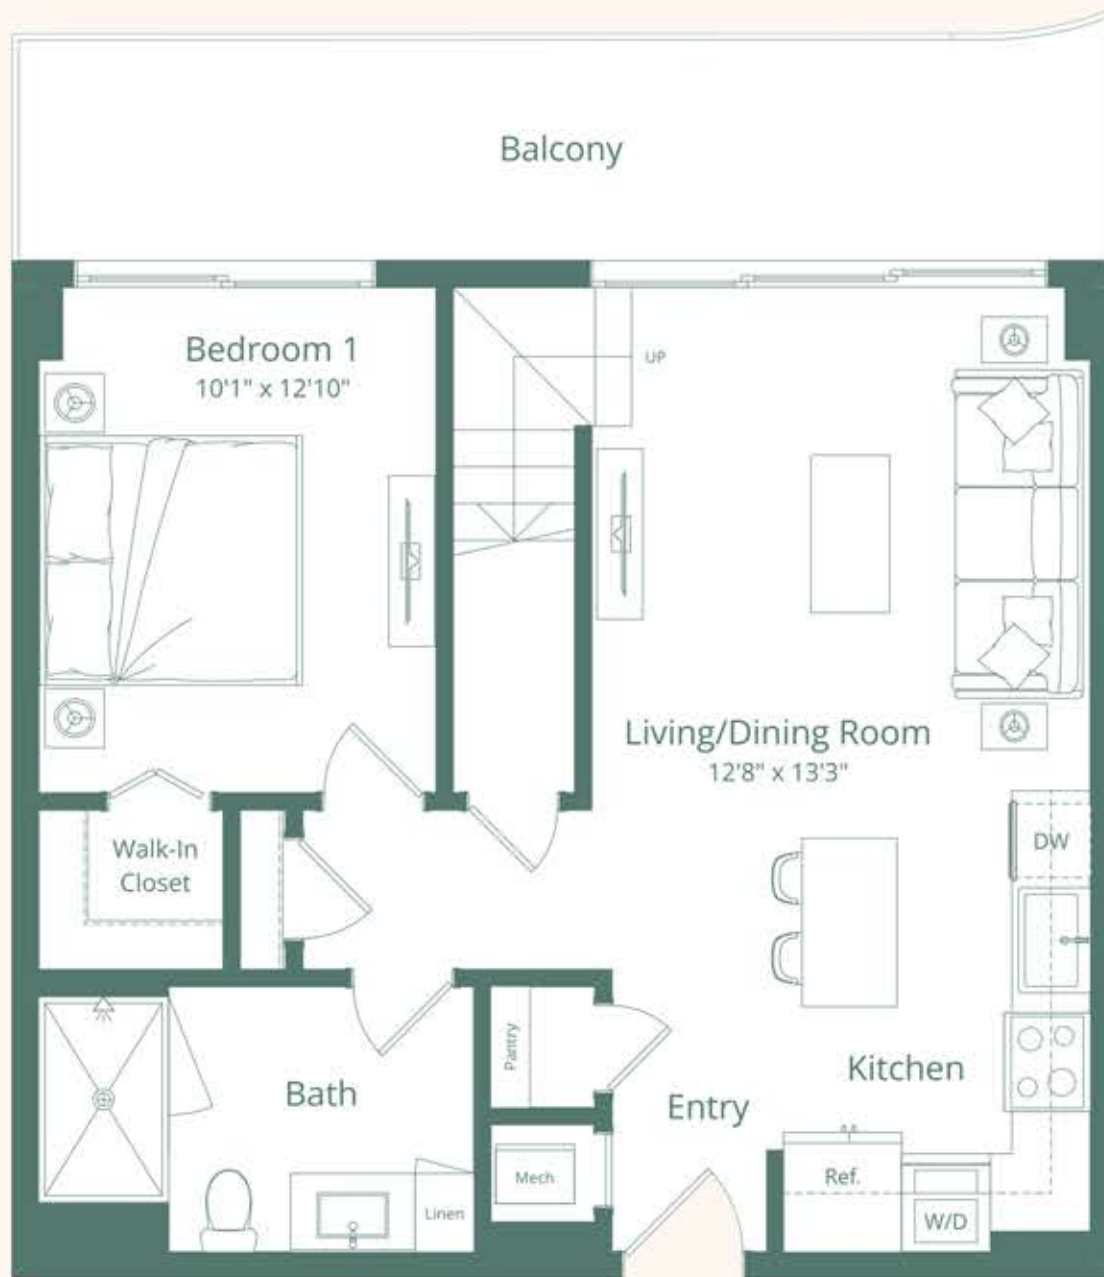 Balcony
Bedroom 1
10'1" x 12'10"
UP
Living/Dining Room
12'8" x 13'3"
Walk-In
Closet
DW
Pantry
Kitchen
Bath
Entry
Mech
Ref.
Linen
W/D